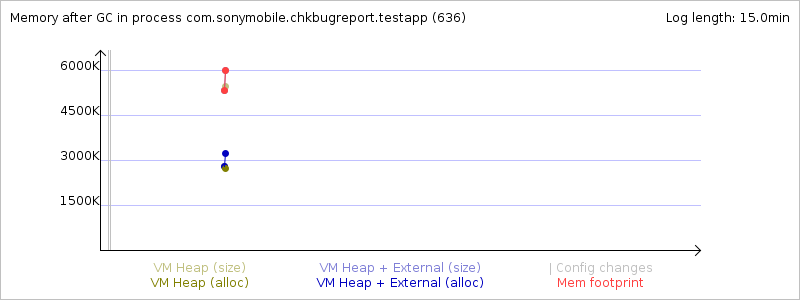 Memory after GC in process com.sonymobile.chkbugreport.testapp (636) Log length: 15.0min
6000K
4500K
3000K
1500K
VM Heap (size) VM Heap + External (size) | Config changes
VM Heap (alloc) VM Heap + External (alloc) Mem footprint